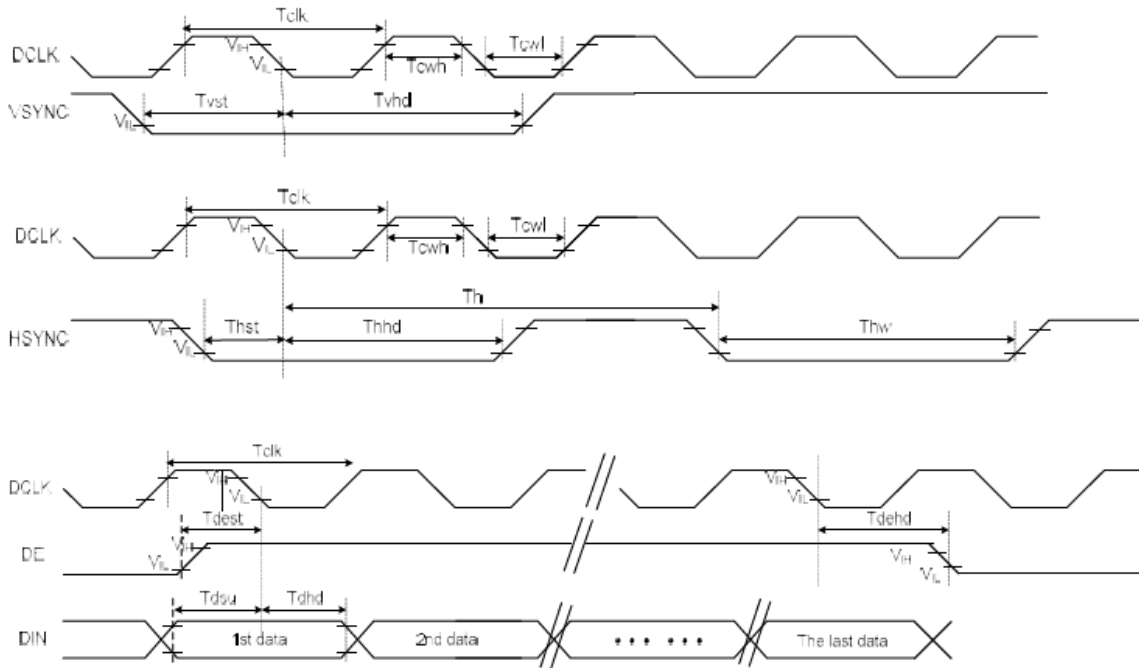 Tclk
DCLK
VIH
VIL
Tcwh
Tcwl
VSYNC
VIL
Tvst
Tvhd
Tclk
DCLK
VIH
VIL
Tcwh
Tcwl
Th
HSYNC
VIH
VIL
Thst
Thhd
Thw
Tclk
DCLK
VIH
VIL
VIH
VIL
Tdest
Tdehd
DE
VIH
VIL
VIH
VIL
Tdsu
Tdhd
DIN
1st data
2nd data
• • • • • • •
The last data